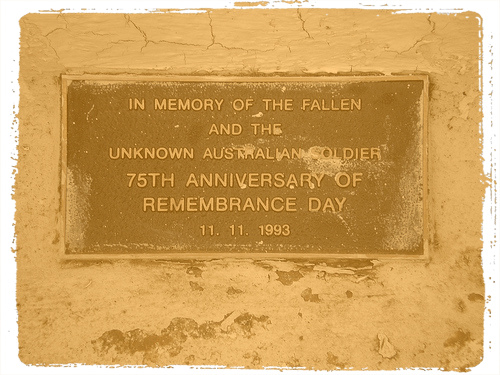 IN MEMORY OF THE FALLEN
AND THE
UNKNOWN AUSTRALIAN SOLDIER
75TH ANNIVERSARY OF
REMEMBRANCE DAY
11. 11. 1993